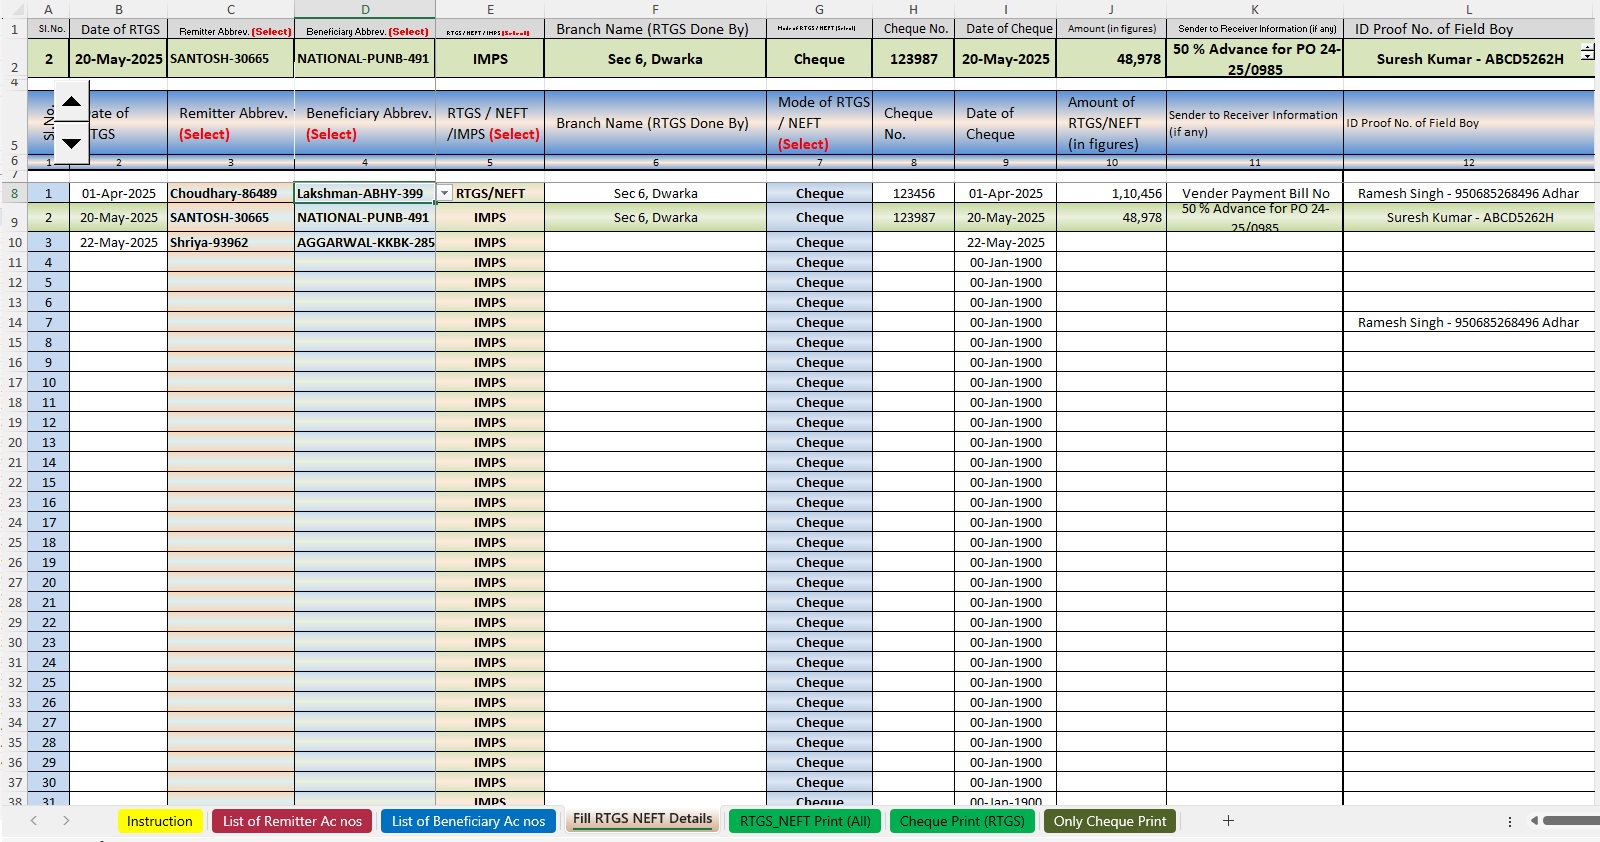 A B C D E F G H I J K L
1 Sl.No. Date of RTGS Remitter Abbrev. (Select) Beneficiary Abbrev. (Select) RTGS / NEFT / IMPS (Select) Branch Name (RTGS Done By) Mode of RTGS / NEFT (Select) Cheque No. Date of Cheque Amount (in figures) Sender to Receiver Information (if any) ID Proof No. of Field Boy
2 2 20-May-2025 SANTOSH-30665 NATIONAL-PUNB-491 IMPS Sec 6, Dwarka Cheque 123987 20-May-2025 48,978 50 % Advance for PO 24-25/0985 Suresh Kumar - ABCD5262H
4
5 Sl.No. ate of TGS Remitter Abbrev. (Select) Beneficiary Abbrev. (Select) RTGS / NEFT /IMPS (Select) Branch Name (RTGS Done By) Mode of RTGS / NEFT (Select) Cheque No. Date of Cheque Amount of RTGS/NEFT (in figures) Sender to Receiver Information (if any) ID Proof No. of Field Boy
6 1 2 3 4 5 6 7 8 9 10 11 12
7
8 1 01-Apr-2025 Choudhary-86489 Lakshman-ABHY-399 RTGS/NEFT Sec 6, Dwarka Cheque 123456 01-Apr-2025 1,10,456 Vender Payment Bill No Ramesh Singh - 950685268496 Adhar
9 2 20-May-2025 SANTOSH-30665 NATIONAL-PUNB-491 IMPS Sec 6, Dwarka Cheque 123987 20-May-2025 48,978 50 % Advance for PO 24-25/0985 Suresh Kumar - ABCD5262H
10 3 22-May-2025 Shriya-93962 AGGARWAL-KKBK-285 IMPS Cheque 22-May-2025
11 4 IMPS Cheque 00-Jan-1900
12 5 IMPS Cheque 00-Jan-1900
13 6 IMPS Cheque 00-Jan-1900
14 7 IMPS Cheque 00-Jan-1900 Ramesh Singh - 950685268496 Adhar
15 8 IMPS Cheque 00-Jan-1900
16 9 IMPS Cheque 00-Jan-1900
17 10 IMPS Cheque 00-Jan-1900
18 11 IMPS Cheque 00-Jan-1900
19 12 IMPS Cheque 00-Jan-1900
20 13 IMPS Cheque 00-Jan-1900
21 14 IMPS Cheque 00-Jan-1900
22 15 IMPS Cheque 00-Jan-1900
23 16 IMPS Cheque 00-Jan-1900
24 17 IMPS Cheque 00-Jan-1900
25 18 IMPS Cheque 00-Jan-1900
26 19 IMPS Cheque 00-Jan-1900
27 20 IMPS Cheque 00-Jan-1900
28 21 IMPS Cheque 00-Jan-1900
29 22 IMPS Cheque 00-Jan-1900
30 23 IMPS Cheque 00-Jan-1900
31 24 IMPS Cheque 00-Jan-1900
32 25 IMPS Cheque 00-Jan-1900
33 26 IMPS Cheque 00-Jan-1900
34 27 IMPS Cheque 00-Jan-1900
35 28 IMPS Cheque 00-Jan-1900
36 29 IMPS Cheque 00-Jan-1900
37 30 IMPS Cheque 00-Jan-1900
38 31 IMPS Cheque 00-Jan-1900
Instruction List of Remitter Ac nos List of Beneficiary Ac nos Fill RTGS NEFT Details RTGS_NEFT Print (All) Cheque Print (RTGS) Only Cheque Print